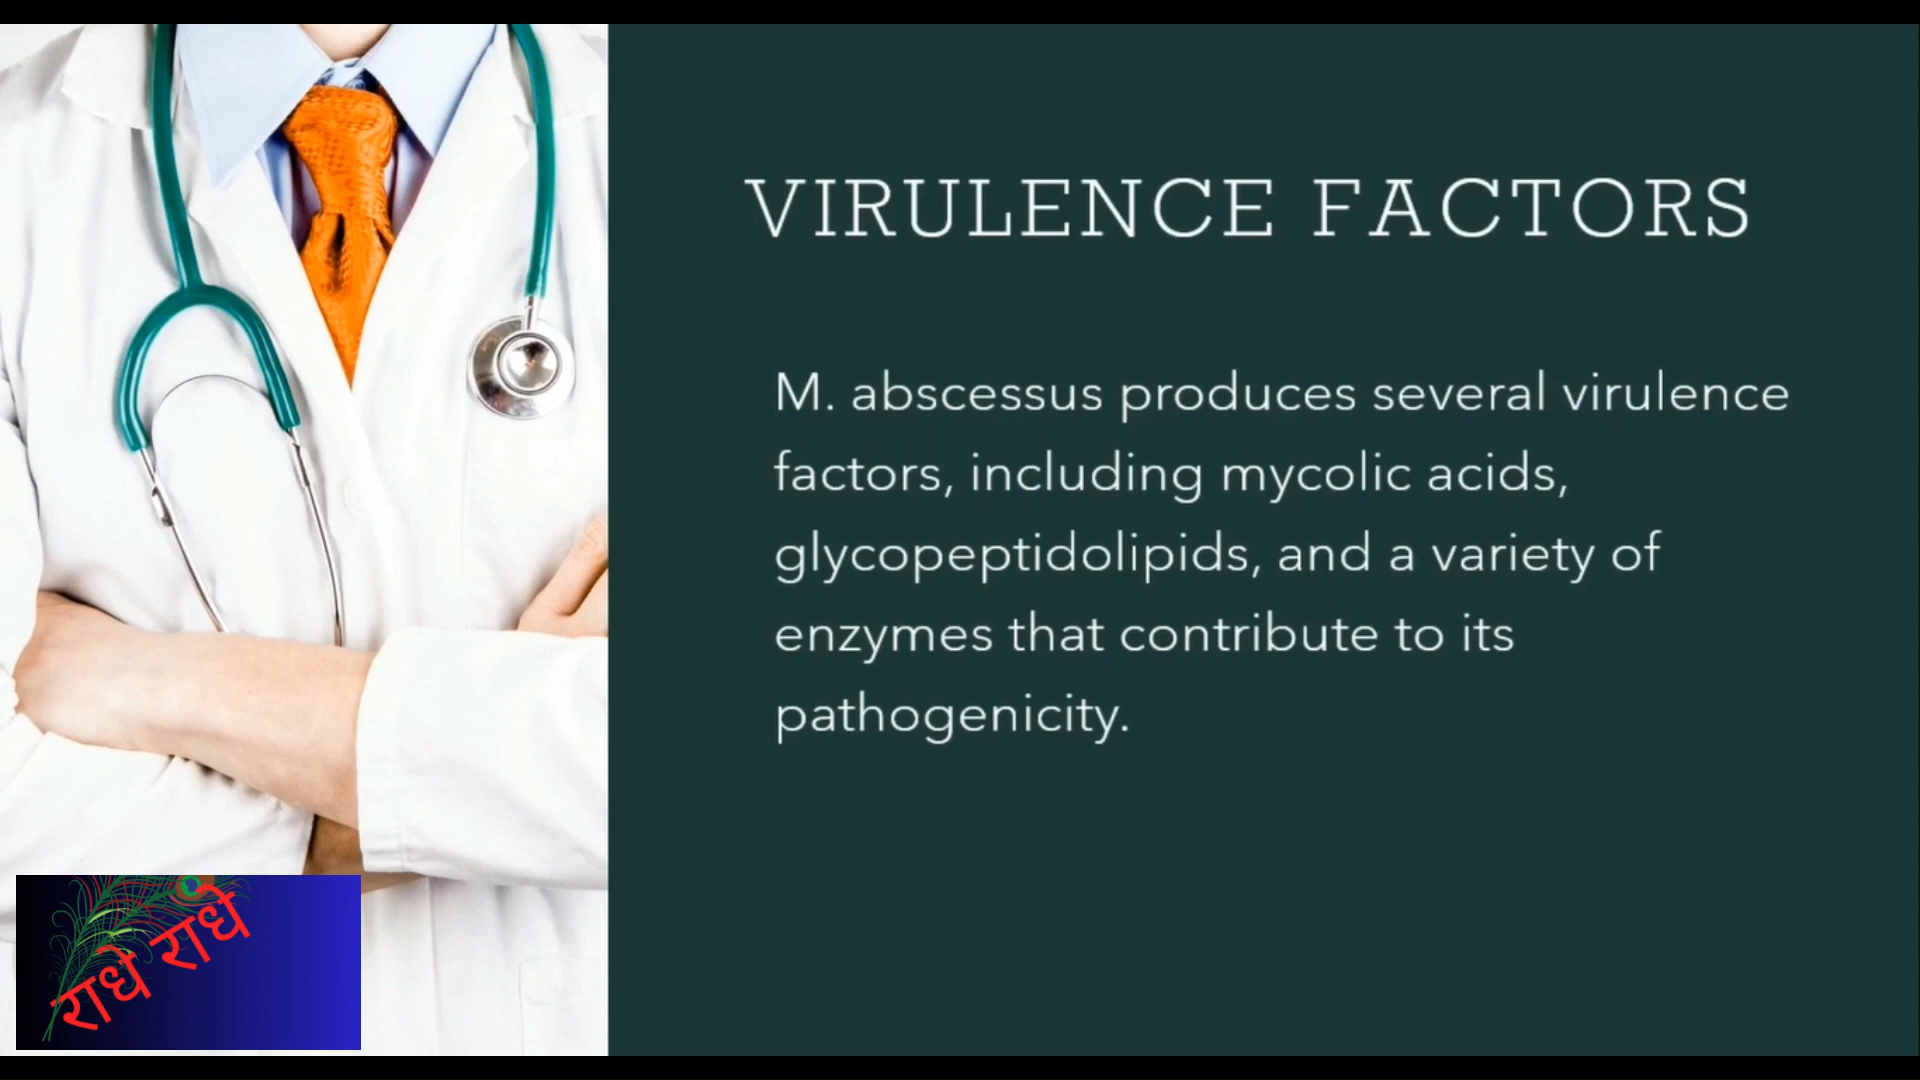 VIRULENCE FACTORS
M. abscessus produces several virulence
factors, including mycolic acids,
glycopeptidolipids, and a variety of
enzymes that contribute to its
pathogenicity.
राधे राधे